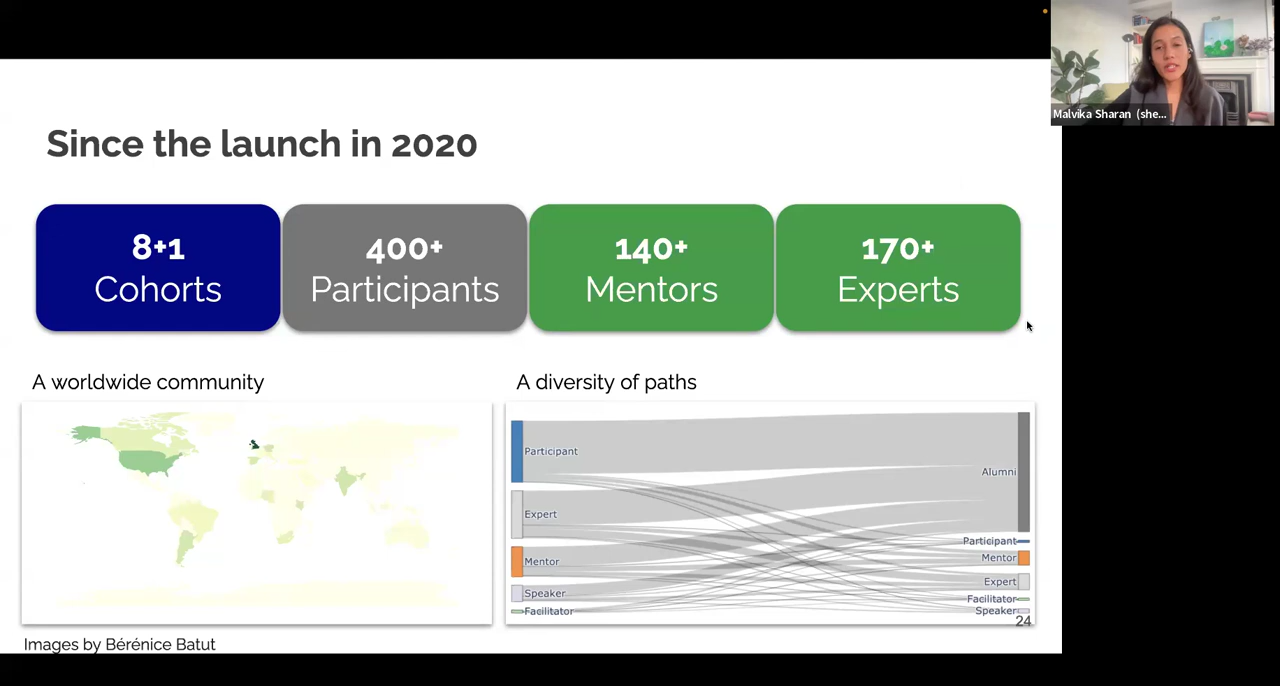 Malvika Sharan (she...
Since the launch in 2020
8+1
Cohorts
400+
Participants
140+
Mentors
170+
Experts
A worldwide community
A diversity of paths
Participant
Expert
Mentor
Speaker
Facilitator
Alumni
Participant
Mentor
Expert
Facilitator
Speaker
24
Images by Bérénice Batut